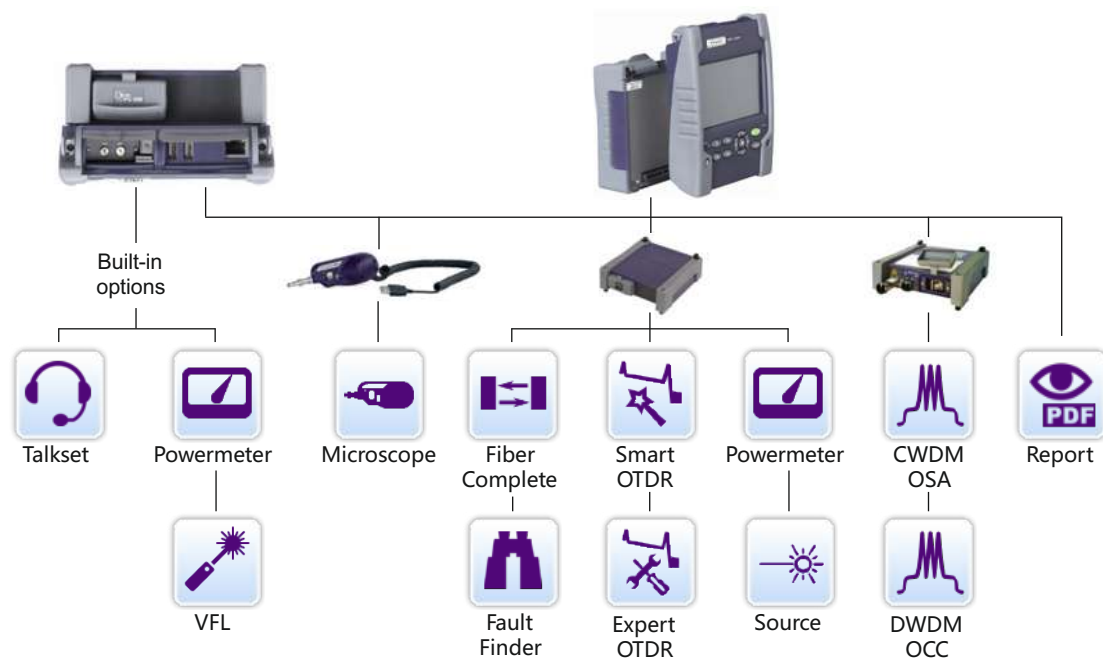 Built-in
options
Talkset
Powermeter
Microscope
Fiber
Complete
Smart
OTDR
Powermeter
CWDM
OSA
PDF
Report
VFL
Fault
Finder
Expert
OTDR
Source
DWDM
OCC